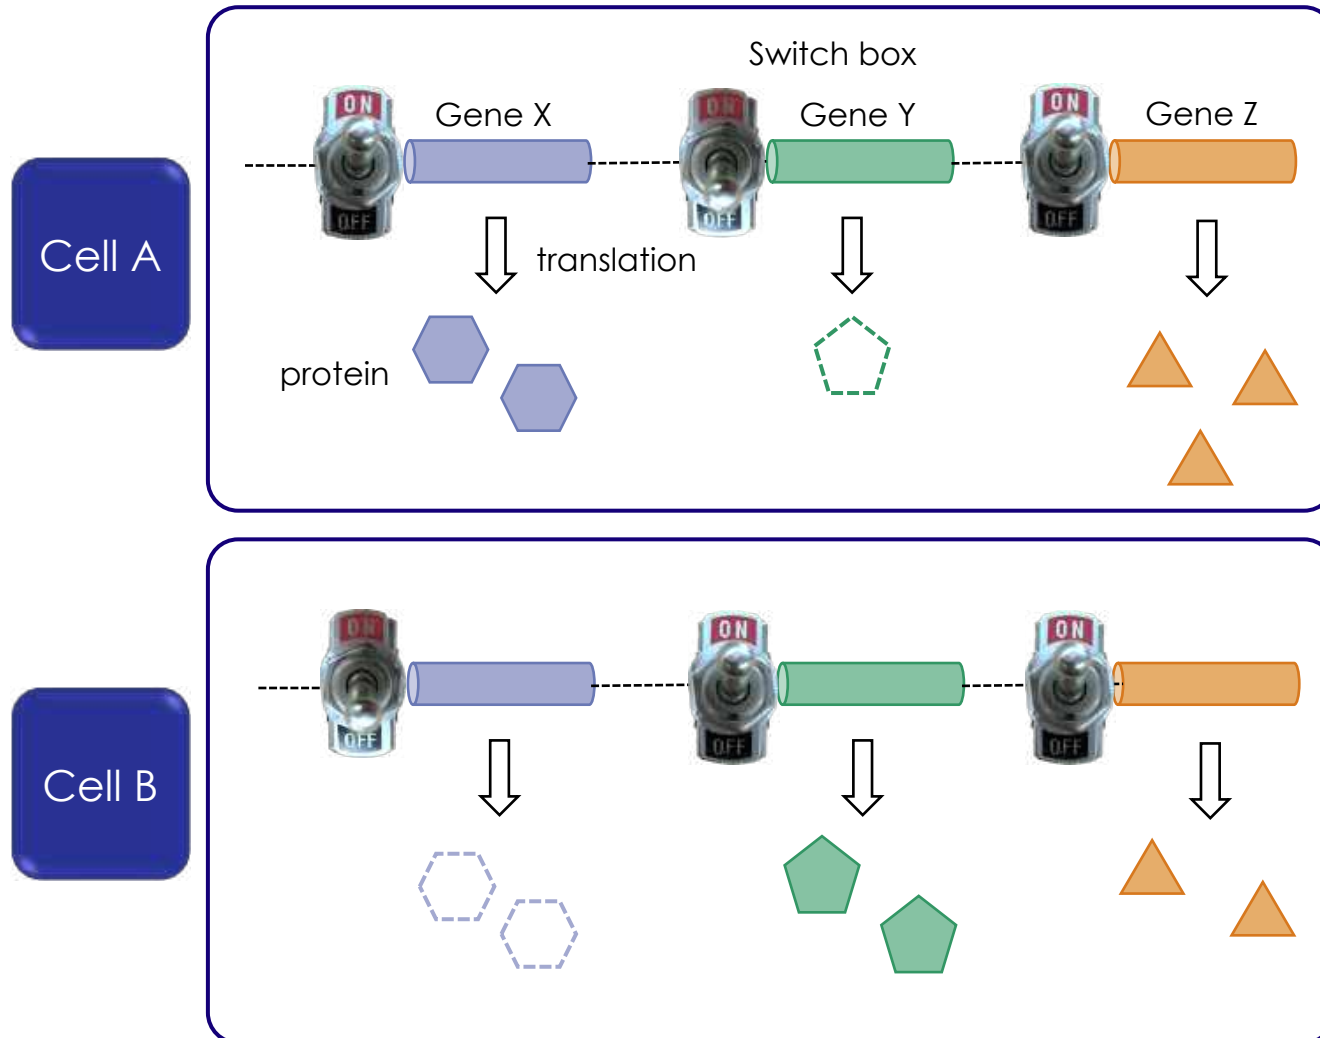 Switch box
ON
Gene X
ON
Gene Y
ON
Gene Z
OFF
OFF
OFF
Cell A
translation
protein
ON
ON
ON
OFF
OFF
OFF
Cell B